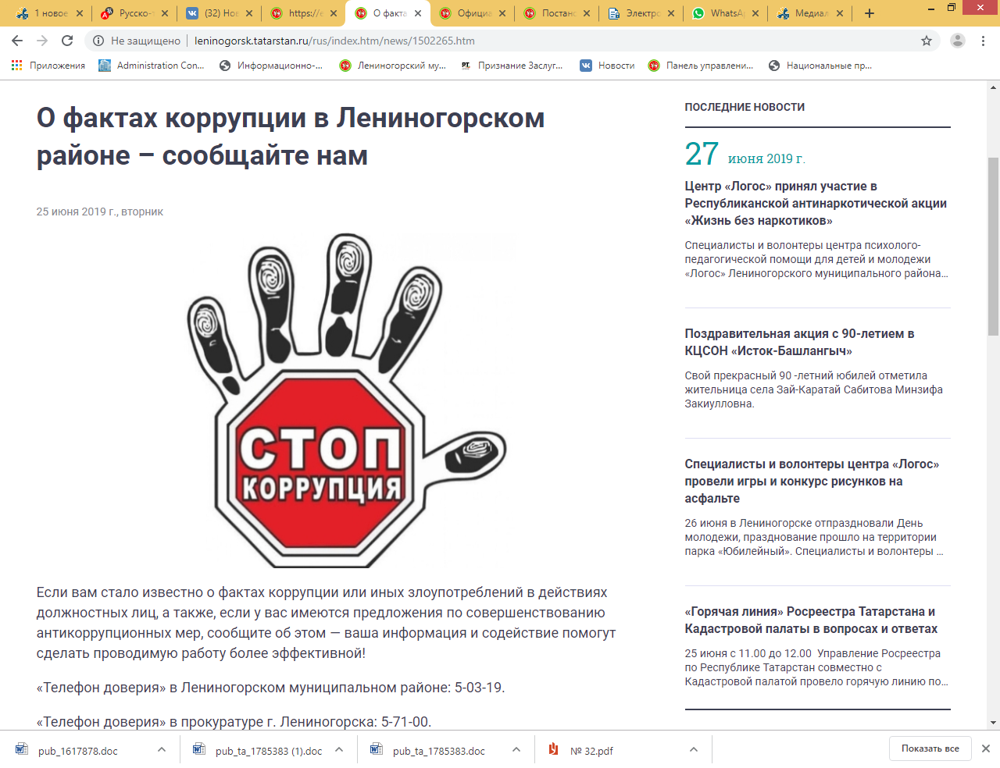 1 новое
Русско-
(32) Нов
https://e
О факта
Официа
Постан
Электро
WhatsAp
Медиал
Не защищено
leninogorsk.tatarstan.ru/rus/index.htm/news/1502265.htm
Приложения
Administration Con...
Информационно-...
Лениногорский му...
Признание Заслуг...
Новости
Панель управлени...
Национальные пр...
О фактах коррупции в Лениногорском
районе – сообщайте нам
25 июня 2019 г., вторник
СТОП
КОРРУПЦИЯ
Если вам стало известно о фактах коррупции или иных злоупотреблений в действиях
должностных лиц, а также, если у вас имеются предложения по совершенствованию
антикоррупционных мер, сообщите об этом — ваша информация и содействие помогут
сделать проводимую работу более эффективной!
«Телефон доверия» в Лениногорском муниципальном районе: 5-03-19.
«Телефон доверия» в прокуратуре г. Лениногорска: 5-71-00.
ПОСЛЕДНИЕ НОВОСТИ
27 июня 2019 г.
Центр «Логос» принял участие в
Республиканской антинаркотической акции
«Жизнь без наркотиков»
Специалисты и волонтеры центра психолого-
педагогической помощи для детей и молодежи
«Логос» Лениногорского муниципального района...
Поздравительная акция с 90-летием в
КЦСОН «Исток-Башлангыч»
Свой прекрасный 90 -летний юбилей отметила
жительница села Зай-Каратай Сабитова Минзифа
Закиулловна.
Специалисты и волонтеры центра «Логос»
провели игры и конкурс рисунков на
асфальте
26 июня в Лениногорске отпраздновали День
молодежи, празднование прошло на территории
парка «Юбилейный». Специалисты и волонтеры ...
«Горячая линия» Росреестра Татарстана и
Кадастровой палаты в вопросах и ответах
25 июня с 11.00 до 12.00 Управление Росреестра
по Республике Татарстан совместно с
Кадастровой палатой провело горячую линию по...
pub_1617878.doc
pub_ta_1785383 (1).doc
pub_ta_1785383.doc
№ 32.pdf
Показать все